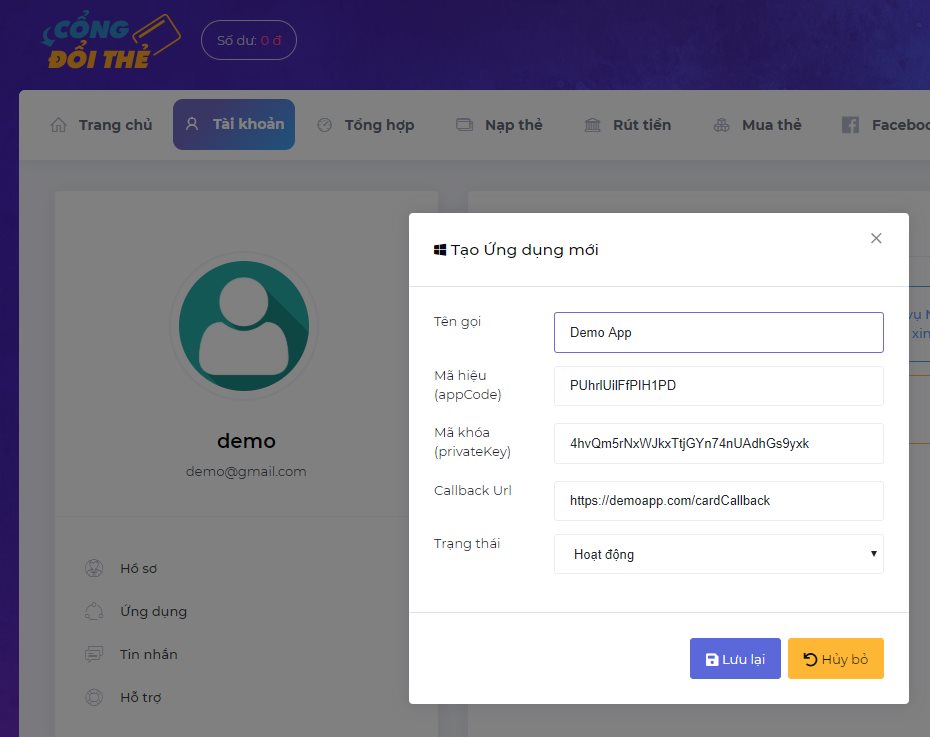 CỔNG
ĐỔI THẺ
Số dư: 0 đ
Trang chủ
Tài khoản
Tổng hợp
Nạp thẻ
Rút tiền
Mua thẻ
Faceboo
Tạo Ứng dụng mới
Tên gọi
Demo App
Mã hiệu
(appCode)
PUhrlUilFfPIH1PD
Mã khóa
(privateKey)
4hvQm5rNxWJkxTtjGYn74nUAdhGs9yxk
Callback Url
https://demoapp.com/cardCallback
Trạng thái
Hoạt động
Lưu lại
Hủy bỏ
demo
demo@gmail.com
Hồ sơ
Ứng dụng
Tin nhắn
Hỗ trợ
vụ N
xin